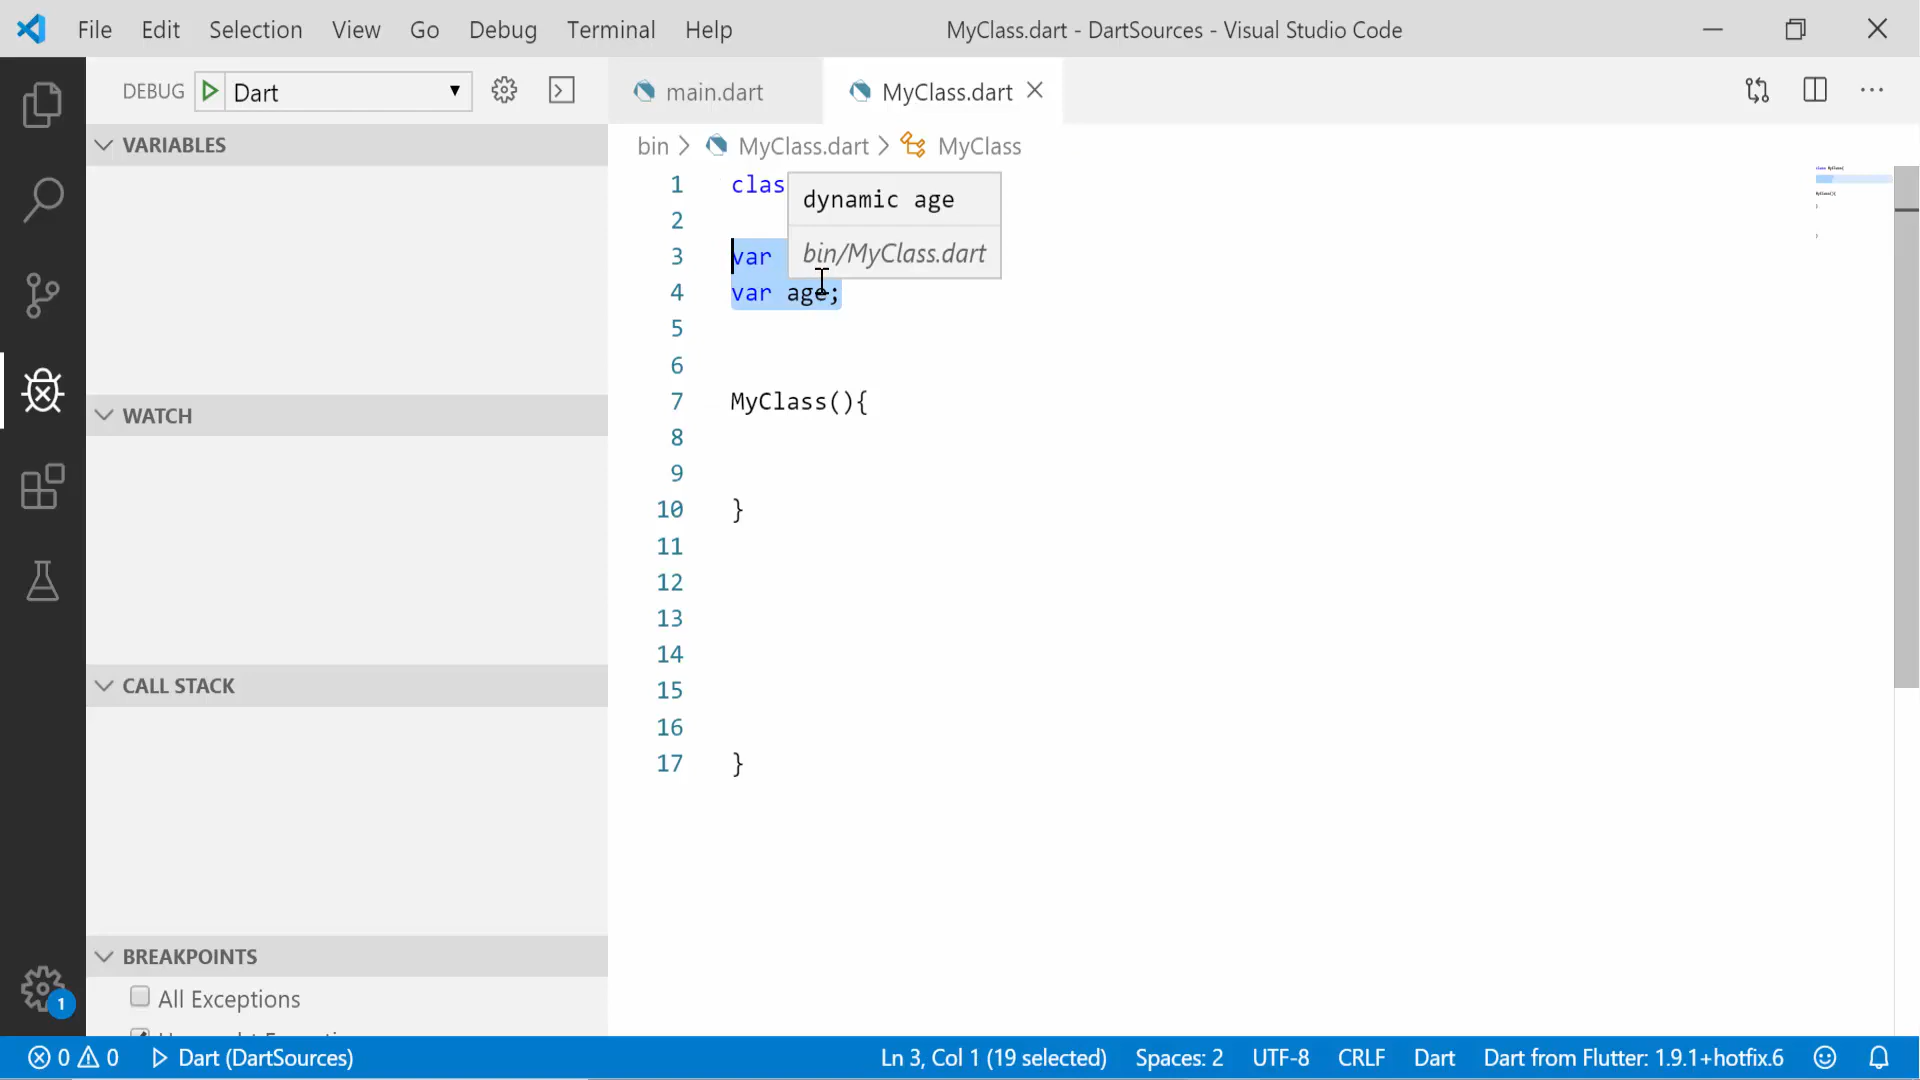 File Edit Selection View Go Debug Terminal Help
MyClass.dart - DartSources - Visual Studio Code
DEBUG Dart
main.dart
MyClass.dart
VARIABLES
WATCH
CALL STACK
BREAKPOINTS
All Exceptions
bin > MyClass.dart > MyClass
1 clas
2
3 var
4 var age;
5
6
7 MyClass(){
8
9
10 }
11
12
13
14
15
16
17 }
dynamic age
bin/MyClass.dart
1
0 0 Dart (DartSources)
Ln 3, Col 1 (19 selected) Spaces: 2 UTF-8 CRLF Dart Dart from Flutter: 1.9.1+hotfix.6